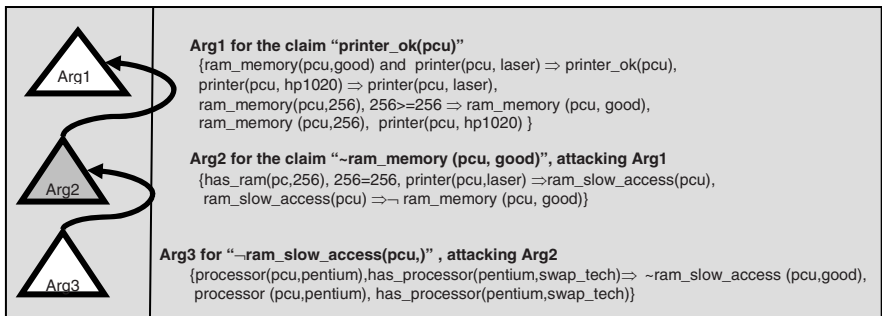 Arg1 for the claim “printer_ok(pcu)”
{ram_memory(pcu,good) and printer(pcu, laser) ⇒ printer_ok(pcu),
printer(pcu, hp1020) ⇒ printer(pcu, laser),
ram_memory(pcu,256), 256>=256 ⇒ ram_memory (pcu, good),
ram_memory (pcu,256), printer(pcu, hp1020) }
Arg1
Arg2 for the claim “~ram_memory (pcu, good)”, attacking Arg1
{has_ram(pc,256), 256=256, printer(pcu,laser) ⇒ram_slow_access(pcu),
ram_slow_access(pcu) ⇒¬ ram_memory (pcu, good)}
Arg2
Arg3 for “¬ram_slow_access(pcu,)” , attacking Arg2
{processor(pcu,pentium),has_processor(pentium,swap_tech)⇒ ~ram_slow_access (pcu,good),
processor (pcu,pentium), has_processor(pentium,swap_tech)}
Arg3